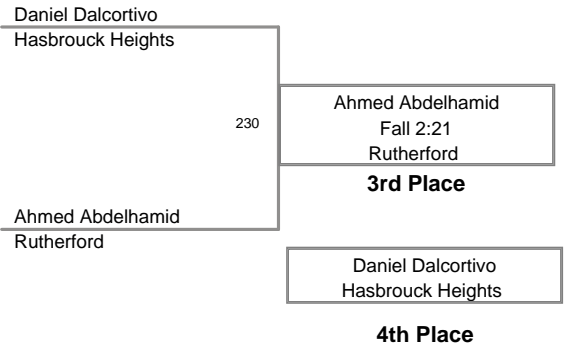 Daniel Dalcortivo
Hasbrouck Heights
230
Ahmed Abdelhamid
Fall 2:21
Rutherford
3rd Place
Ahmed Abdelhamid
Rutherford
Daniel Dalcortivo
Hasbrouck Heights
4th Place